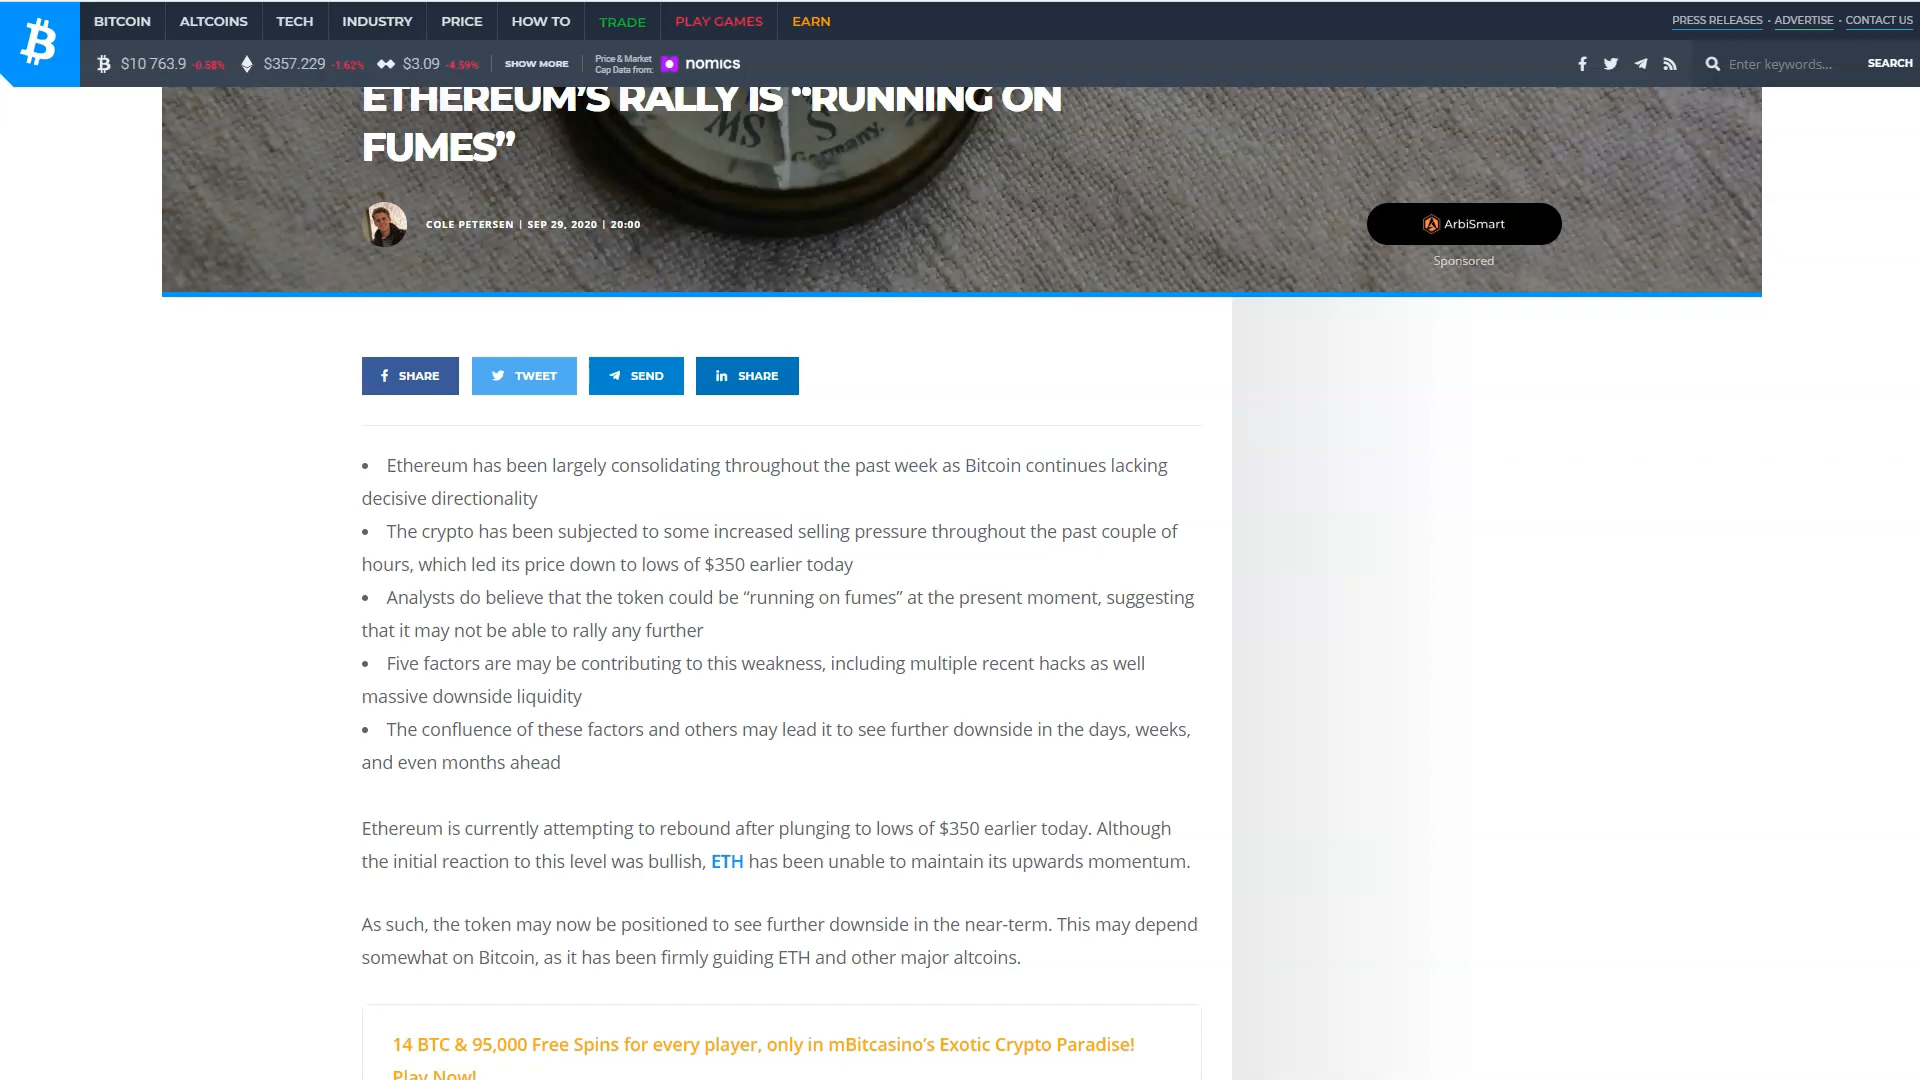 BITCOIN ALTCOINS TECH INDUSTRY PRICE HOW TO TRADE PLAY GAMES EARN PRESS RELEASES · ADVERTISE · CONTACT US
$10 763.9 -0.58% $357.229 -1.62% $3.09 -4.59% SHOW MORE Price & Market Cap Data from: nomics Enter keywords... SEARCH
ETHEREUM’S RALLY IS “RUNNING ON
FUMES”
MS S
Germany.
COLE PETERSEN | SEP 29, 2020 | 20:00
ArbiSmart
Sponsored
SHARE TWEET SEND SHARE
• Ethereum has been largely consolidating throughout the past week as Bitcoin continues lacking
decisive directionality
• The crypto has been subjected to some increased selling pressure throughout the past couple of
hours, which led its price down to lows of $350 earlier today
• Analysts do believe that the token could be “running on fumes” at the present moment, suggesting
that it may not be able to rally any further
• Five factors are may be contributing to this weakness, including multiple recent hacks as well
massive downside liquidity
• The confluence of these factors and others may lead it to see further downside in the days, weeks,
and even months ahead
Ethereum is currently attempting to rebound after plunging to lows of $350 earlier today. Although
the initial reaction to this level was bullish, ETH has been unable to maintain its upwards momentum.
As such, the token may now be positioned to see further downside in the near-term. This may depend
somewhat on Bitcoin, as it has been firmly guiding ETH and other major altcoins.
14 BTC & 95,000 Free Spins for every player, only in mBitcasino’s Exotic Crypto Paradise!
Play Now!